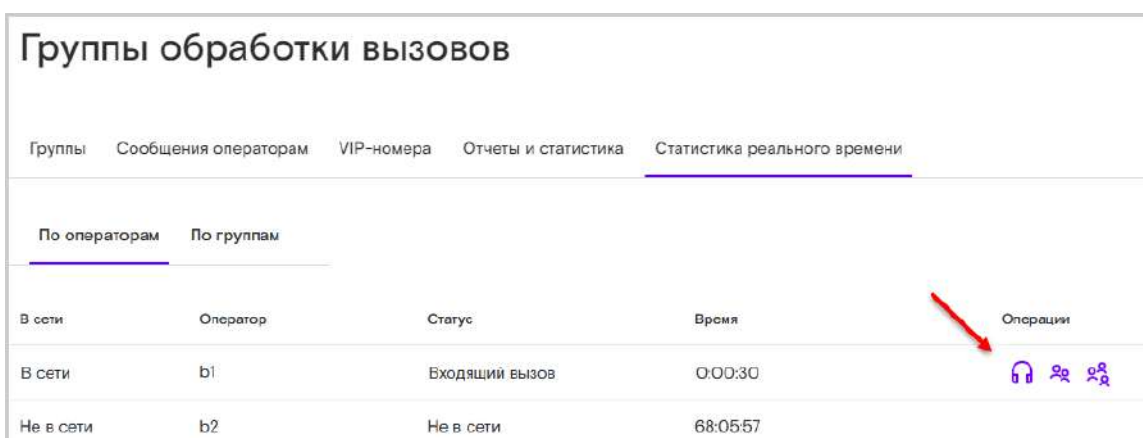 Группы обработки вызовов
Группы Сообщения операторам VIP-номера Отчеты и статистика Статистика реального времени
По операторам По группам
В сети Оператор Статус Время Операции
В сети b1 Входящий вызов 0:00:30
Не в сети b2 Не в сети 68:05:57